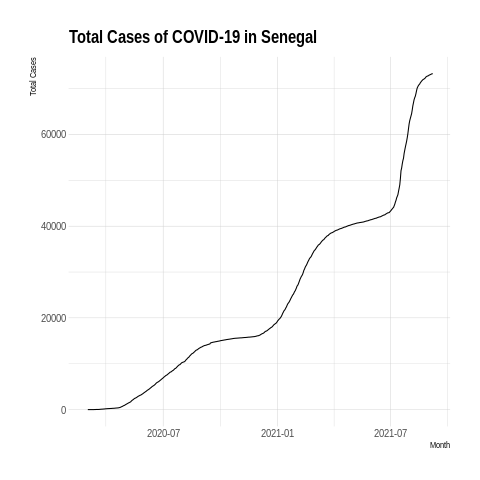 Total Cases of COVID-19 in Senegal
Total Cases
60000
40000
20000
0
2020-07 2021-01 2021-07
Month